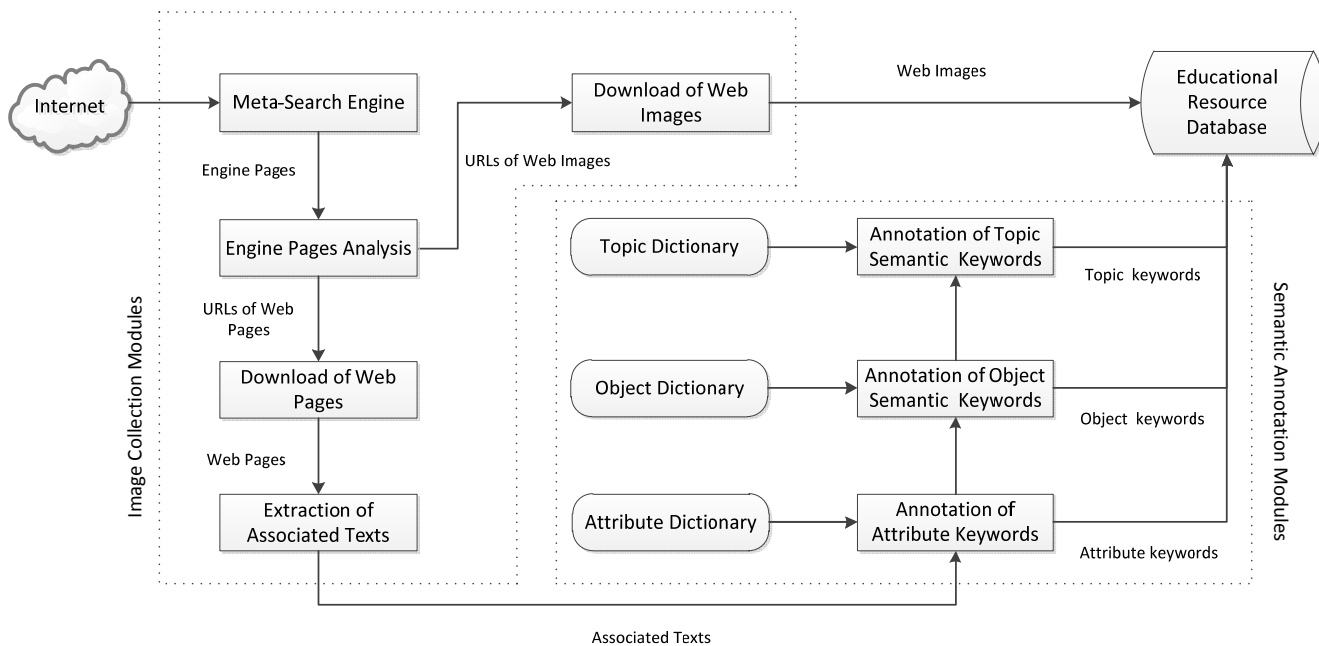 Internet
Meta-Search Engine
Download of Web
Images
Web Images
Educational
Resource
Database
Engine Pages
URLs of Web Images
Engine Pages Analysis
URLs of Web
Pages
Download of Web
Pages
Web Pages
Extraction of
Associated Texts
Image Collection Modules
Topic Dictionary
Annotation of Topic
Semantic Keywords
Topic keywords
Object Dictionary
Annotation of Object
Semantic Keywords
Object keywords
Attribute Dictionary
Annotation of
Attribute Keywords
Attribute keywords
Semantic Annotation Modules
Associated Texts